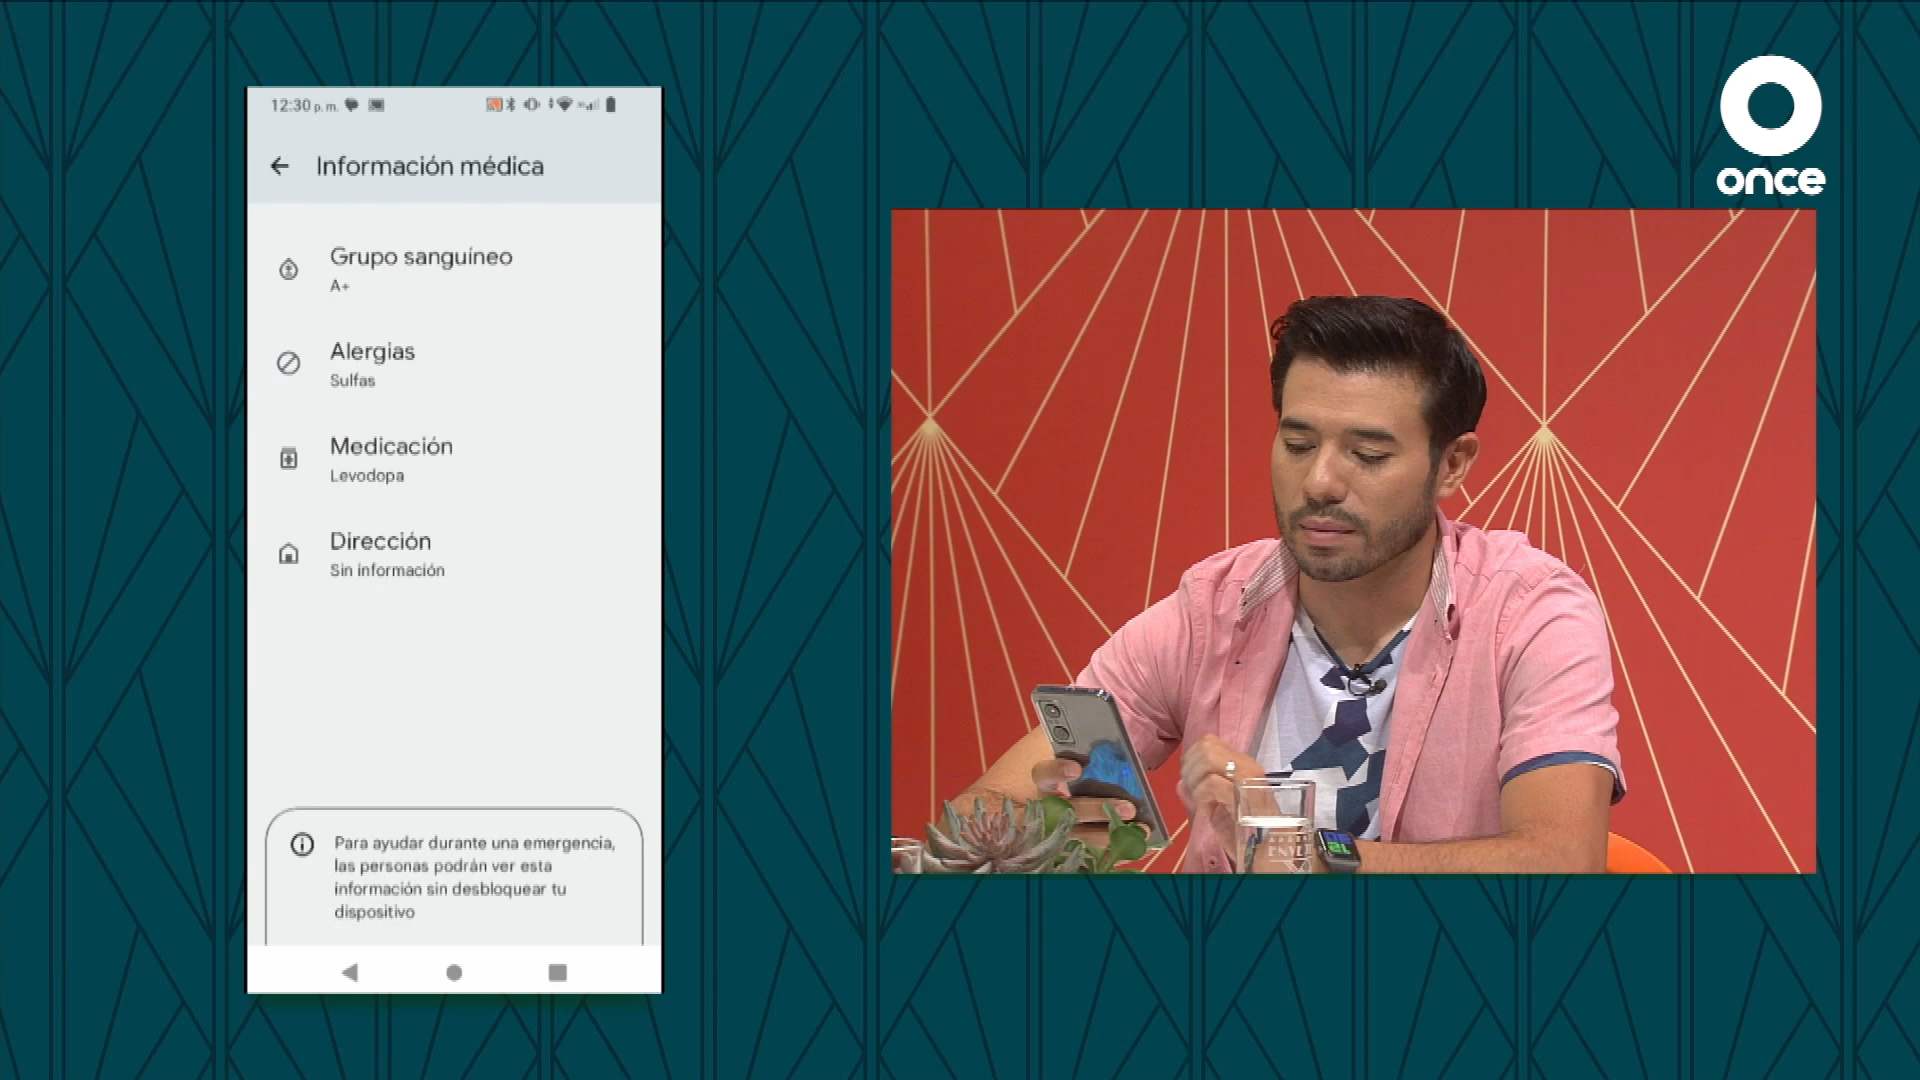 12:30 p. m.
Información médica
Grupo sanguíneo
A+
Alergias
Sulfas
Medicación
Levodopa
Dirección
Sin información
Para ayudar durante una emergencia,
las personas podrán ver esta
información sin desbloquear tu
dispositivo
once